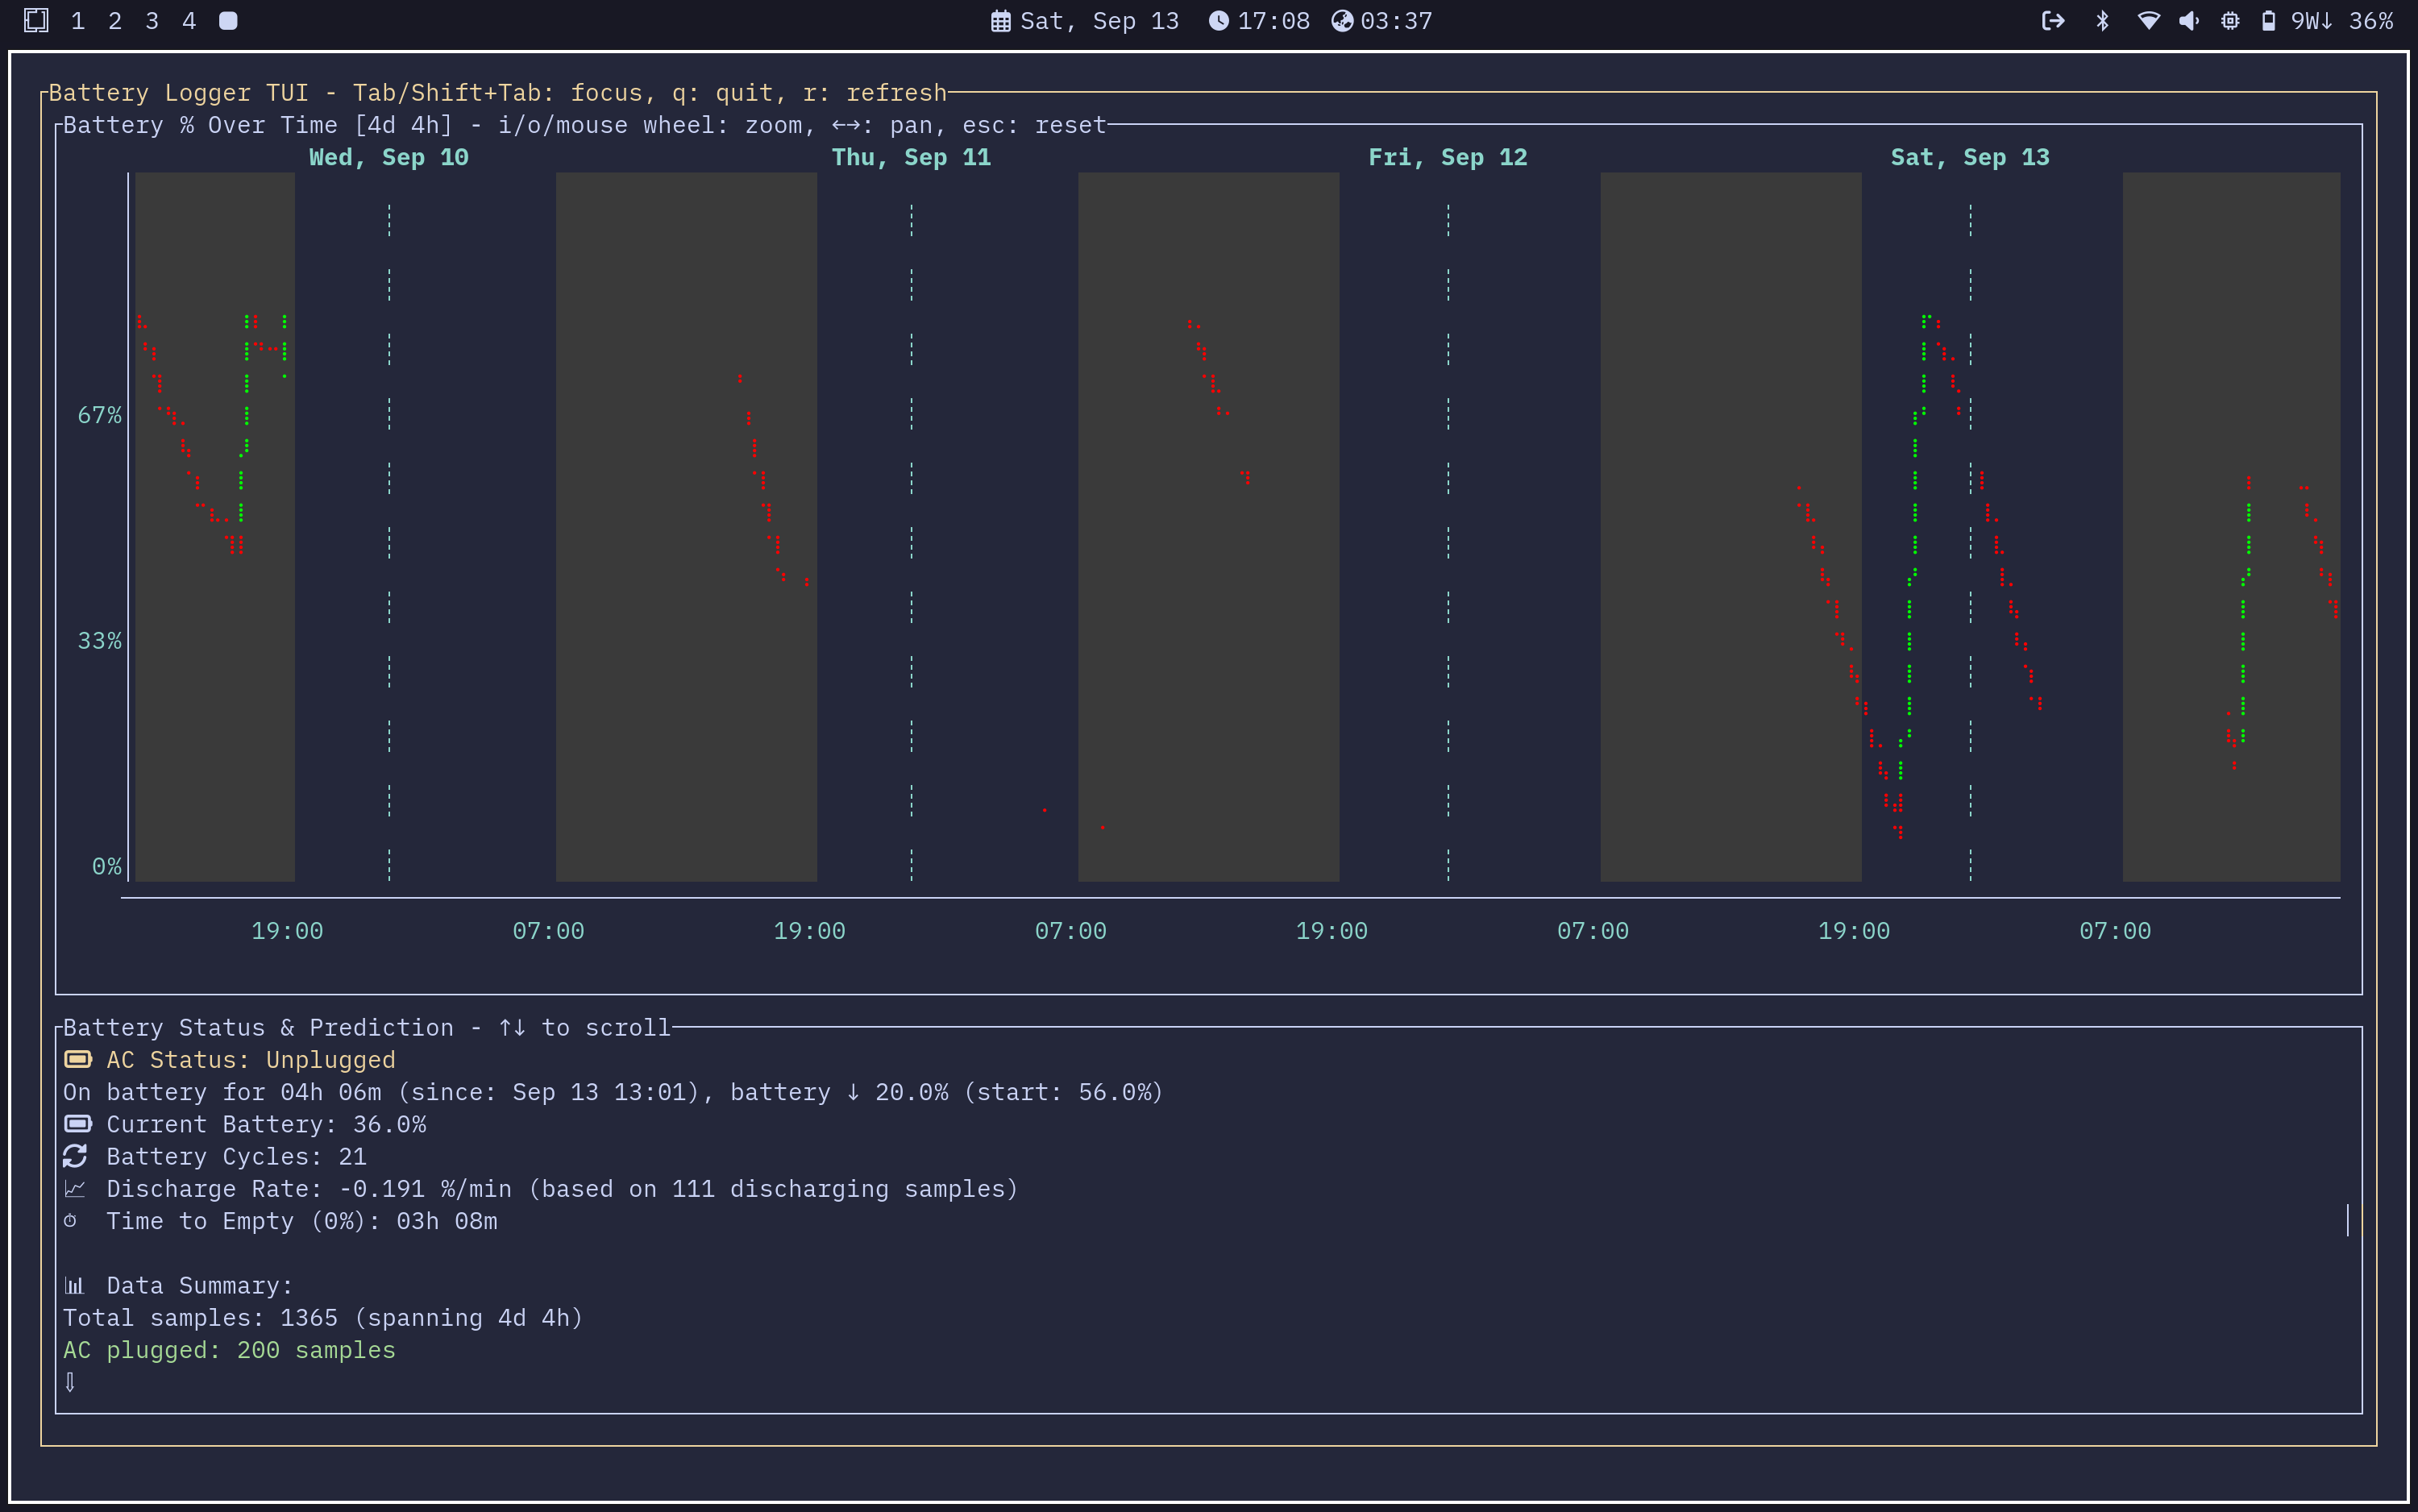 1 2 3 4 Sat, Sep 13 17:08 03:37 9W↓ 36%
Battery Logger TUI - Tab/Shift+Tab: focus, q: quit, r: refresh
Battery % Over Time [4d 4h] - i/o/mouse wheel: zoom, ←→: pan, esc: reset
Wed, Sep 10 Thu, Sep 11 Fri, Sep 12 Sat, Sep 13
67%
33%
0%
19:00 07:00 19:00 07:00 19:00 07:00 19:00 07:00
Battery Status & Prediction - ↑↓ to scroll
AC Status: Unplugged
On battery for 04h 06m (since: Sep 13 13:01), battery ↓ 20.0% (start: 56.0%)
Current Battery: 36.0%
Battery Cycles: 21
Discharge Rate: -0.191 %/min (based on 111 discharging samples)
Time to Empty (0%): 03h 08m
Data Summary:
Total samples: 1365 (spanning 4d 4h)
AC plugged: 200 samples
⇩